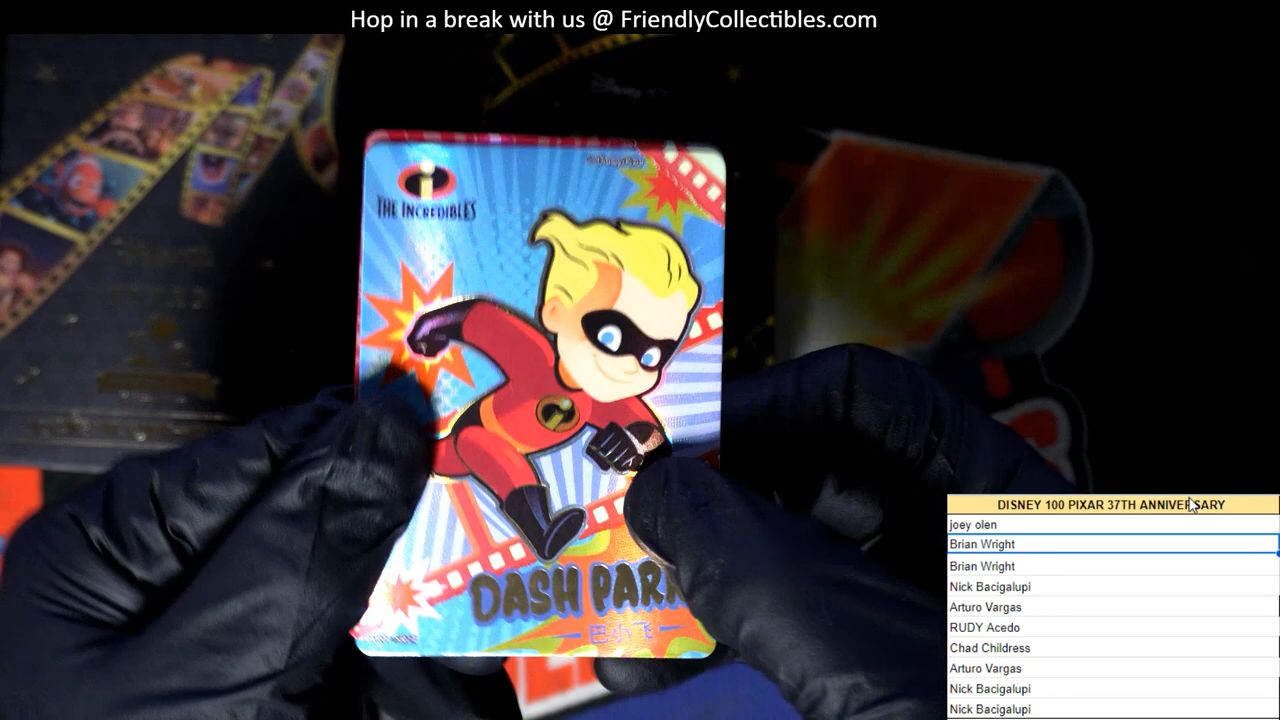 Hop in a break with us @ FriendlyCollectibles.com
THE INCREDIBLES
DASH PAR
巴小飞
DISNEY 100 PIXAR 37TH ANNIVERSARY
joey olen
Brian Wright
Brian Wright
Nick Bacigalupi
Arturo Vargas
RUDY Acedo
Chad Childress
Arturo Vargas
Nick Bacigalupi
Nick Bacigalupi